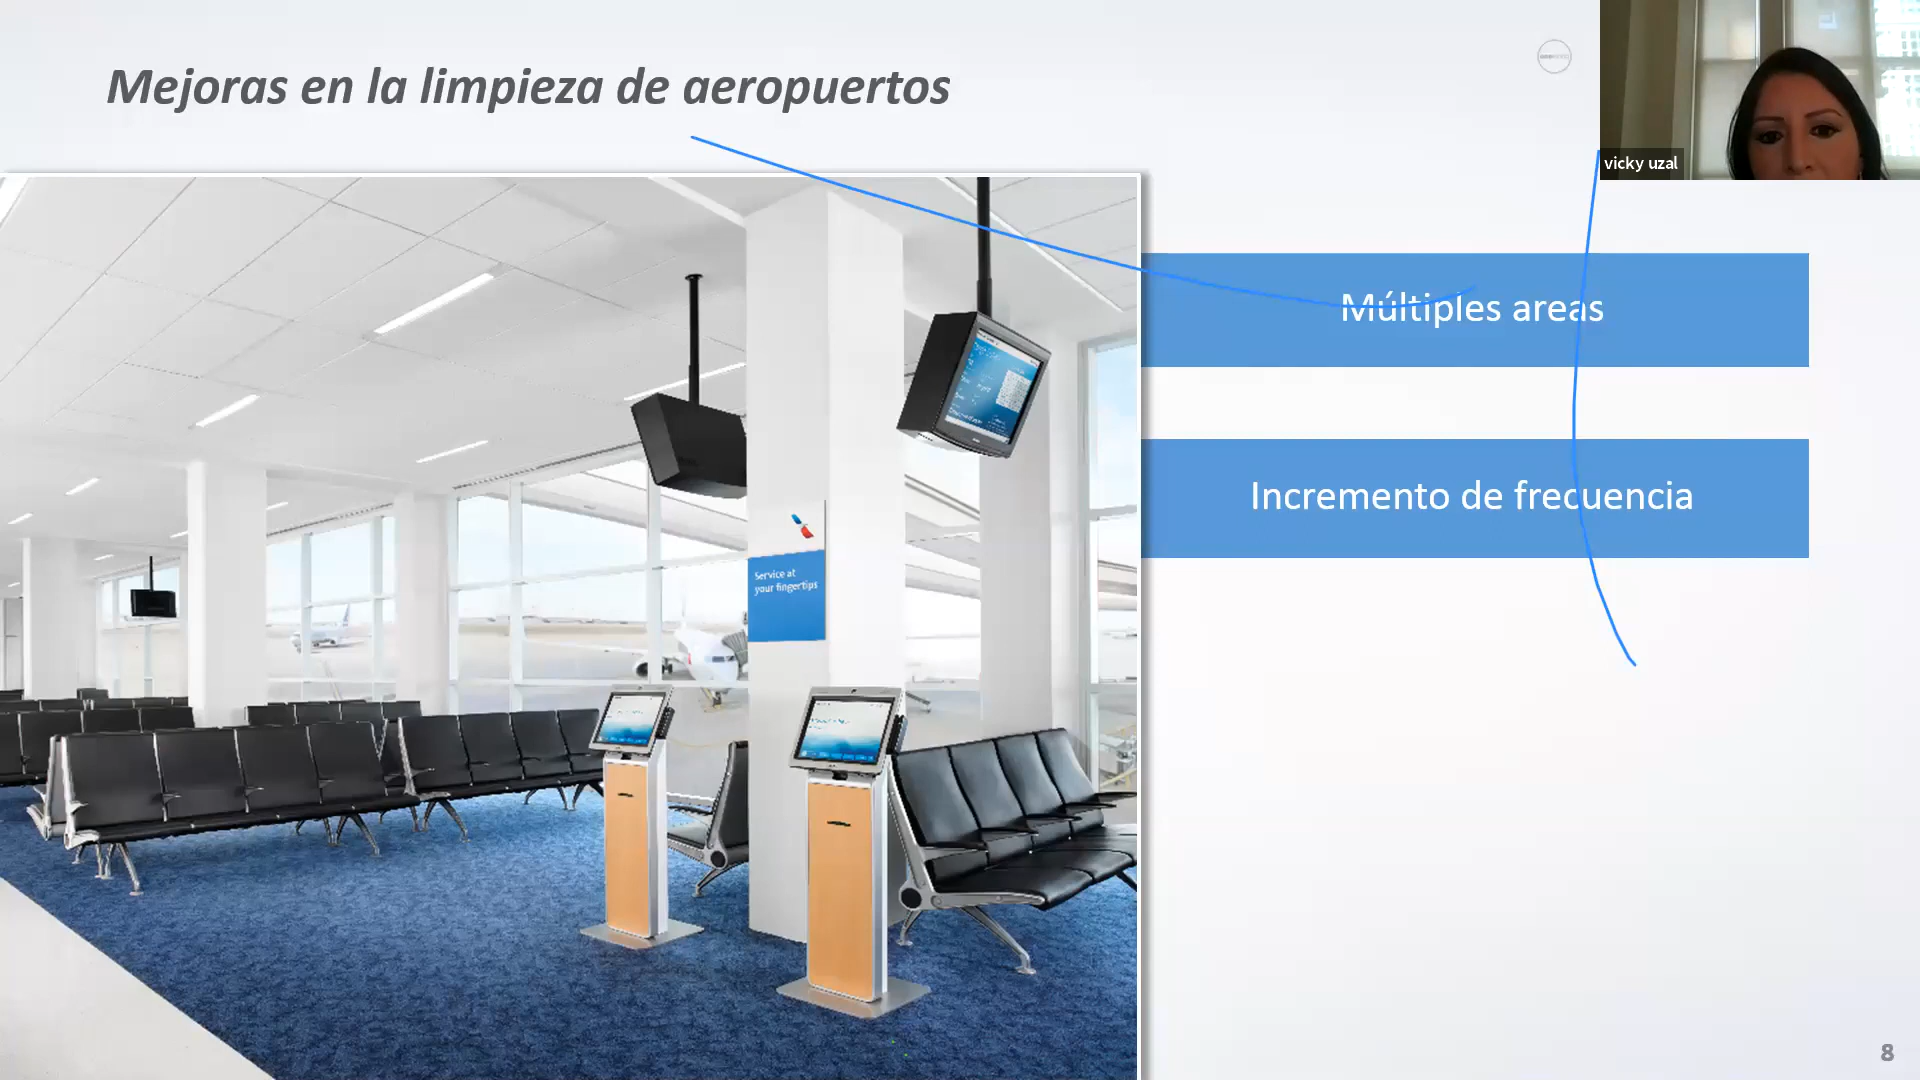 Mejoras en la limpieza de aeropuertos
vicky uzal
Múltiples areas
Incremento de frecuencia
Service at
your fingertips
8